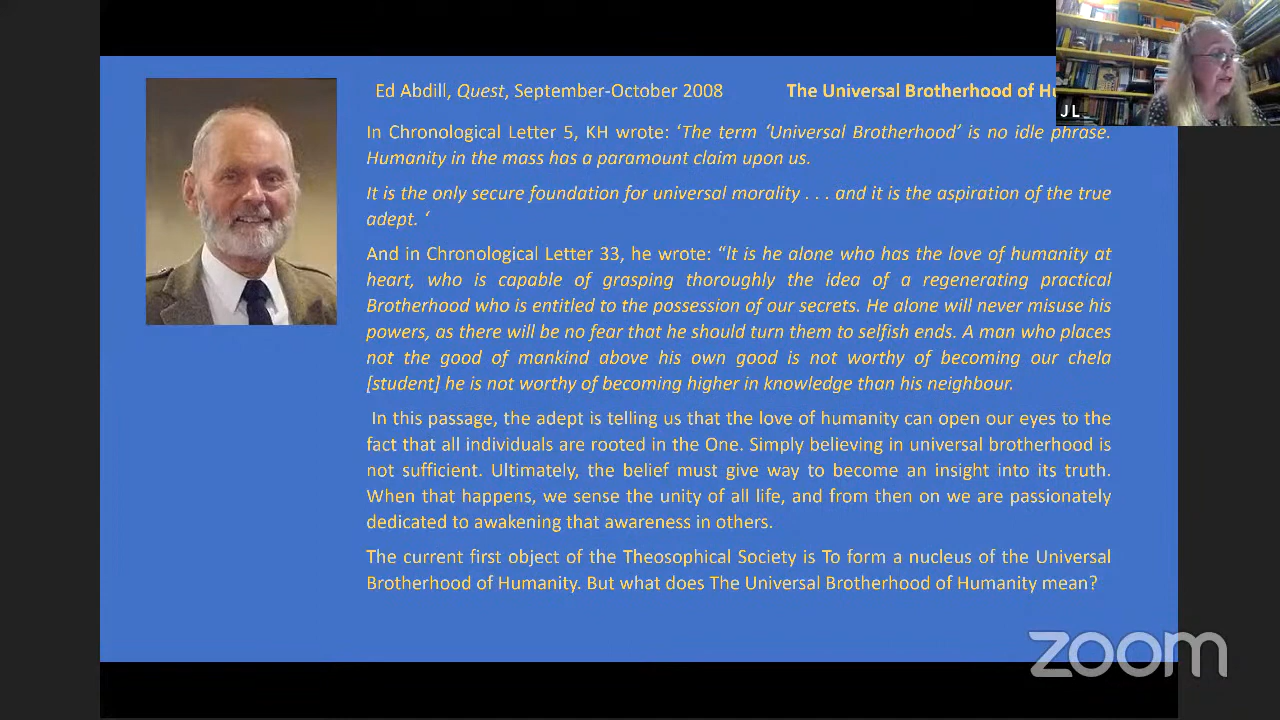 Ed Abdill, Quest, September-October 2008 The Universal Brotherhood of
J L
In Chronological Letter 5, KH wrote: ‘The term ‘Universal Brotherhood’ is no idle phrase.
Humanity in the mass has a paramount claim upon us.
It is the only secure foundation for universal morality . . . and it is the aspiration of the true
adept. ‘
And in Chronological Letter 33, he wrote: “It is he alone who has the love of humanity at
heart, who is capable of grasping thoroughly the idea of a regenerating practical
Brotherhood who is entitled to the possession of our secrets. He alone will never misuse his
powers, as there will be no fear that he should turn them to selfish ends. A man who places
not the good of mankind above his own good is not worthy of becoming our chela
[student] he is not worthy of becoming higher in knowledge than his neighbour.
In this passage, the adept is telling us that the love of humanity can open our eyes to the
fact that all individuals are rooted in the One. Simply believing in universal brotherhood is
not sufficient. Ultimately, the belief must give way to become an insight into its truth.
When that happens, we sense the unity of all life, and from then on we are passionately
dedicated to awakening that awareness in others.
The current first object of the Theosophical Society is To form a nucleus of the Universal
Brotherhood of Humanity. But what does The Universal Brotherhood of Humanity mean?
zoom